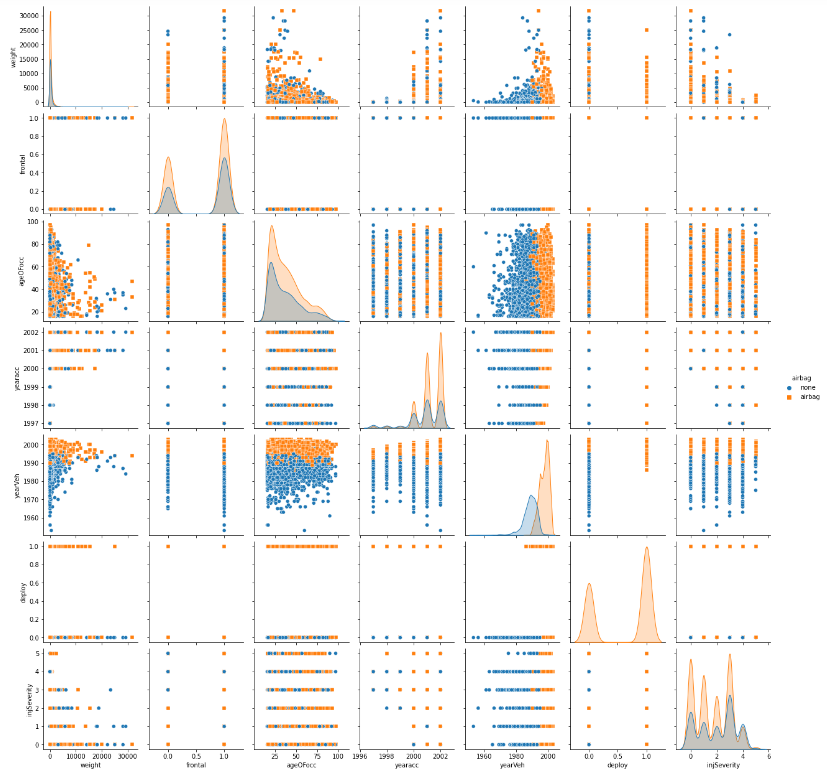 30000
25000
20000
15000
10000
5000
0
weight
1.0
0.8
0.6
0.4
0.2
0.0
frontal
100
80
60
40
20
ageOFocc
2002
2001
2000
1999
1998
1997
yearacc
airbag
none
airbag
2000
1990
1980
1970
1960
yearVeh
1.0
0.8
0.6
0.4
0.2
0.0
deploy
5
4
3
2
1
0
injSeverity
0 10000 20000 30000
0.0 0.5 1.0
25 50 75 100
1996 1998 2000 2002
1960 1980 2000
0.0 0.5 1.0
0 2 4 6
weight frontal ageOFocc yearacc yearVeh deploy injSeverity